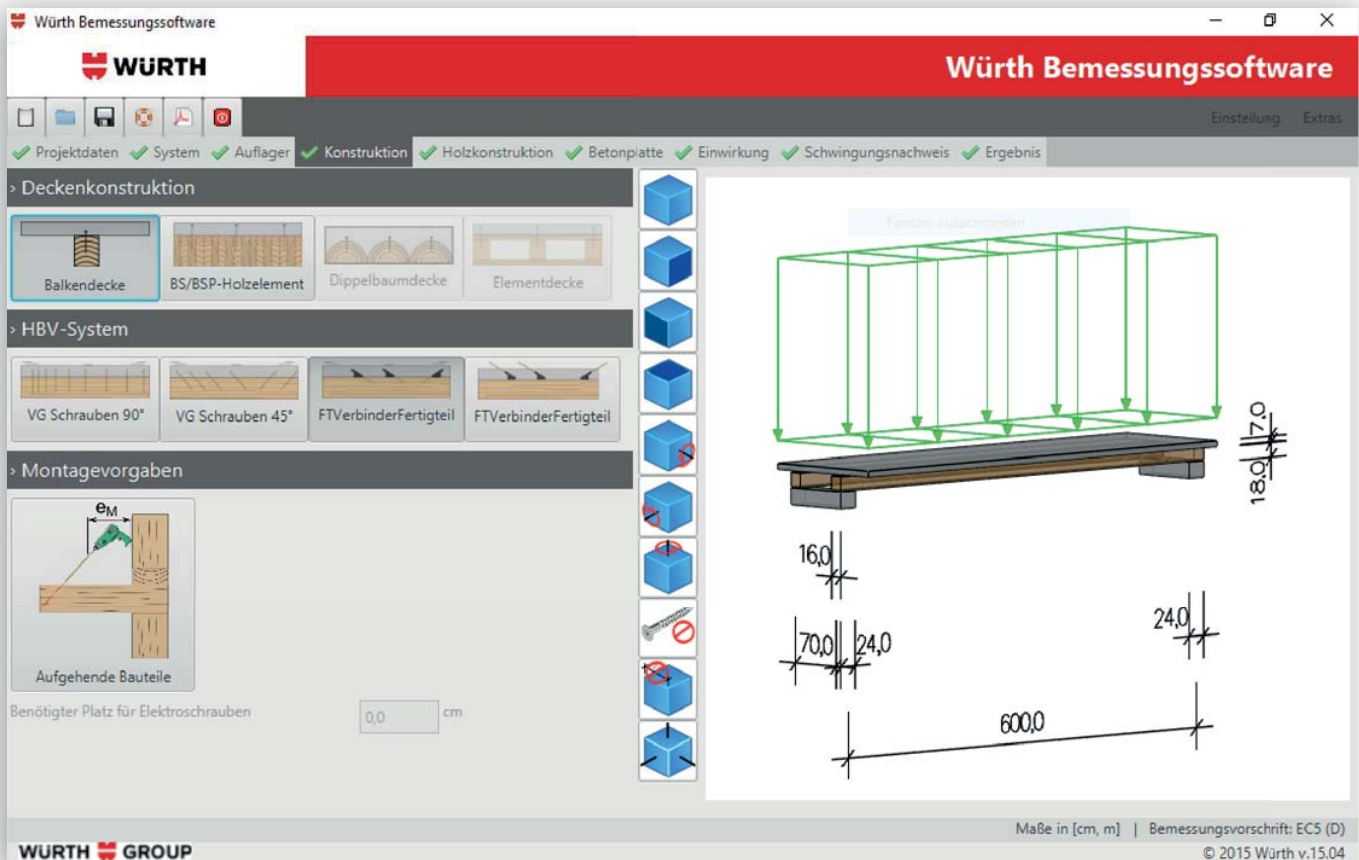 Würth Bemessungssoftware
WÜRTH
Würth Bemessungssoftware
Einstellung Extras
Projektdaten System Auflager Konstruktion Holzkonstruktion Betonplatte Einwirkung Schwingungsnachweis Ergebnis
› Deckenkonstruktion
Balkendecke BS/BSP-Holzelement Dippelbaumdecke Elementdecke
› HBV-System
VG Schrauben 90° VG Schrauben 45° FTVerbinderFertigteil FTVerbinderFertigteil
› Montagevorgaben
eM
Aufgehende Bauteile
Benötigter Platz für Elektroschrauben 0,0 cm
Fenster ausschneiden
7,0
18,0
16,0
70,0 24,0
24,0
600,0
Maße in [cm, m] | Bemessungsvorschrift: EC5 (D)
WÜRTH GROUP
© 2015 Würth v.15.04